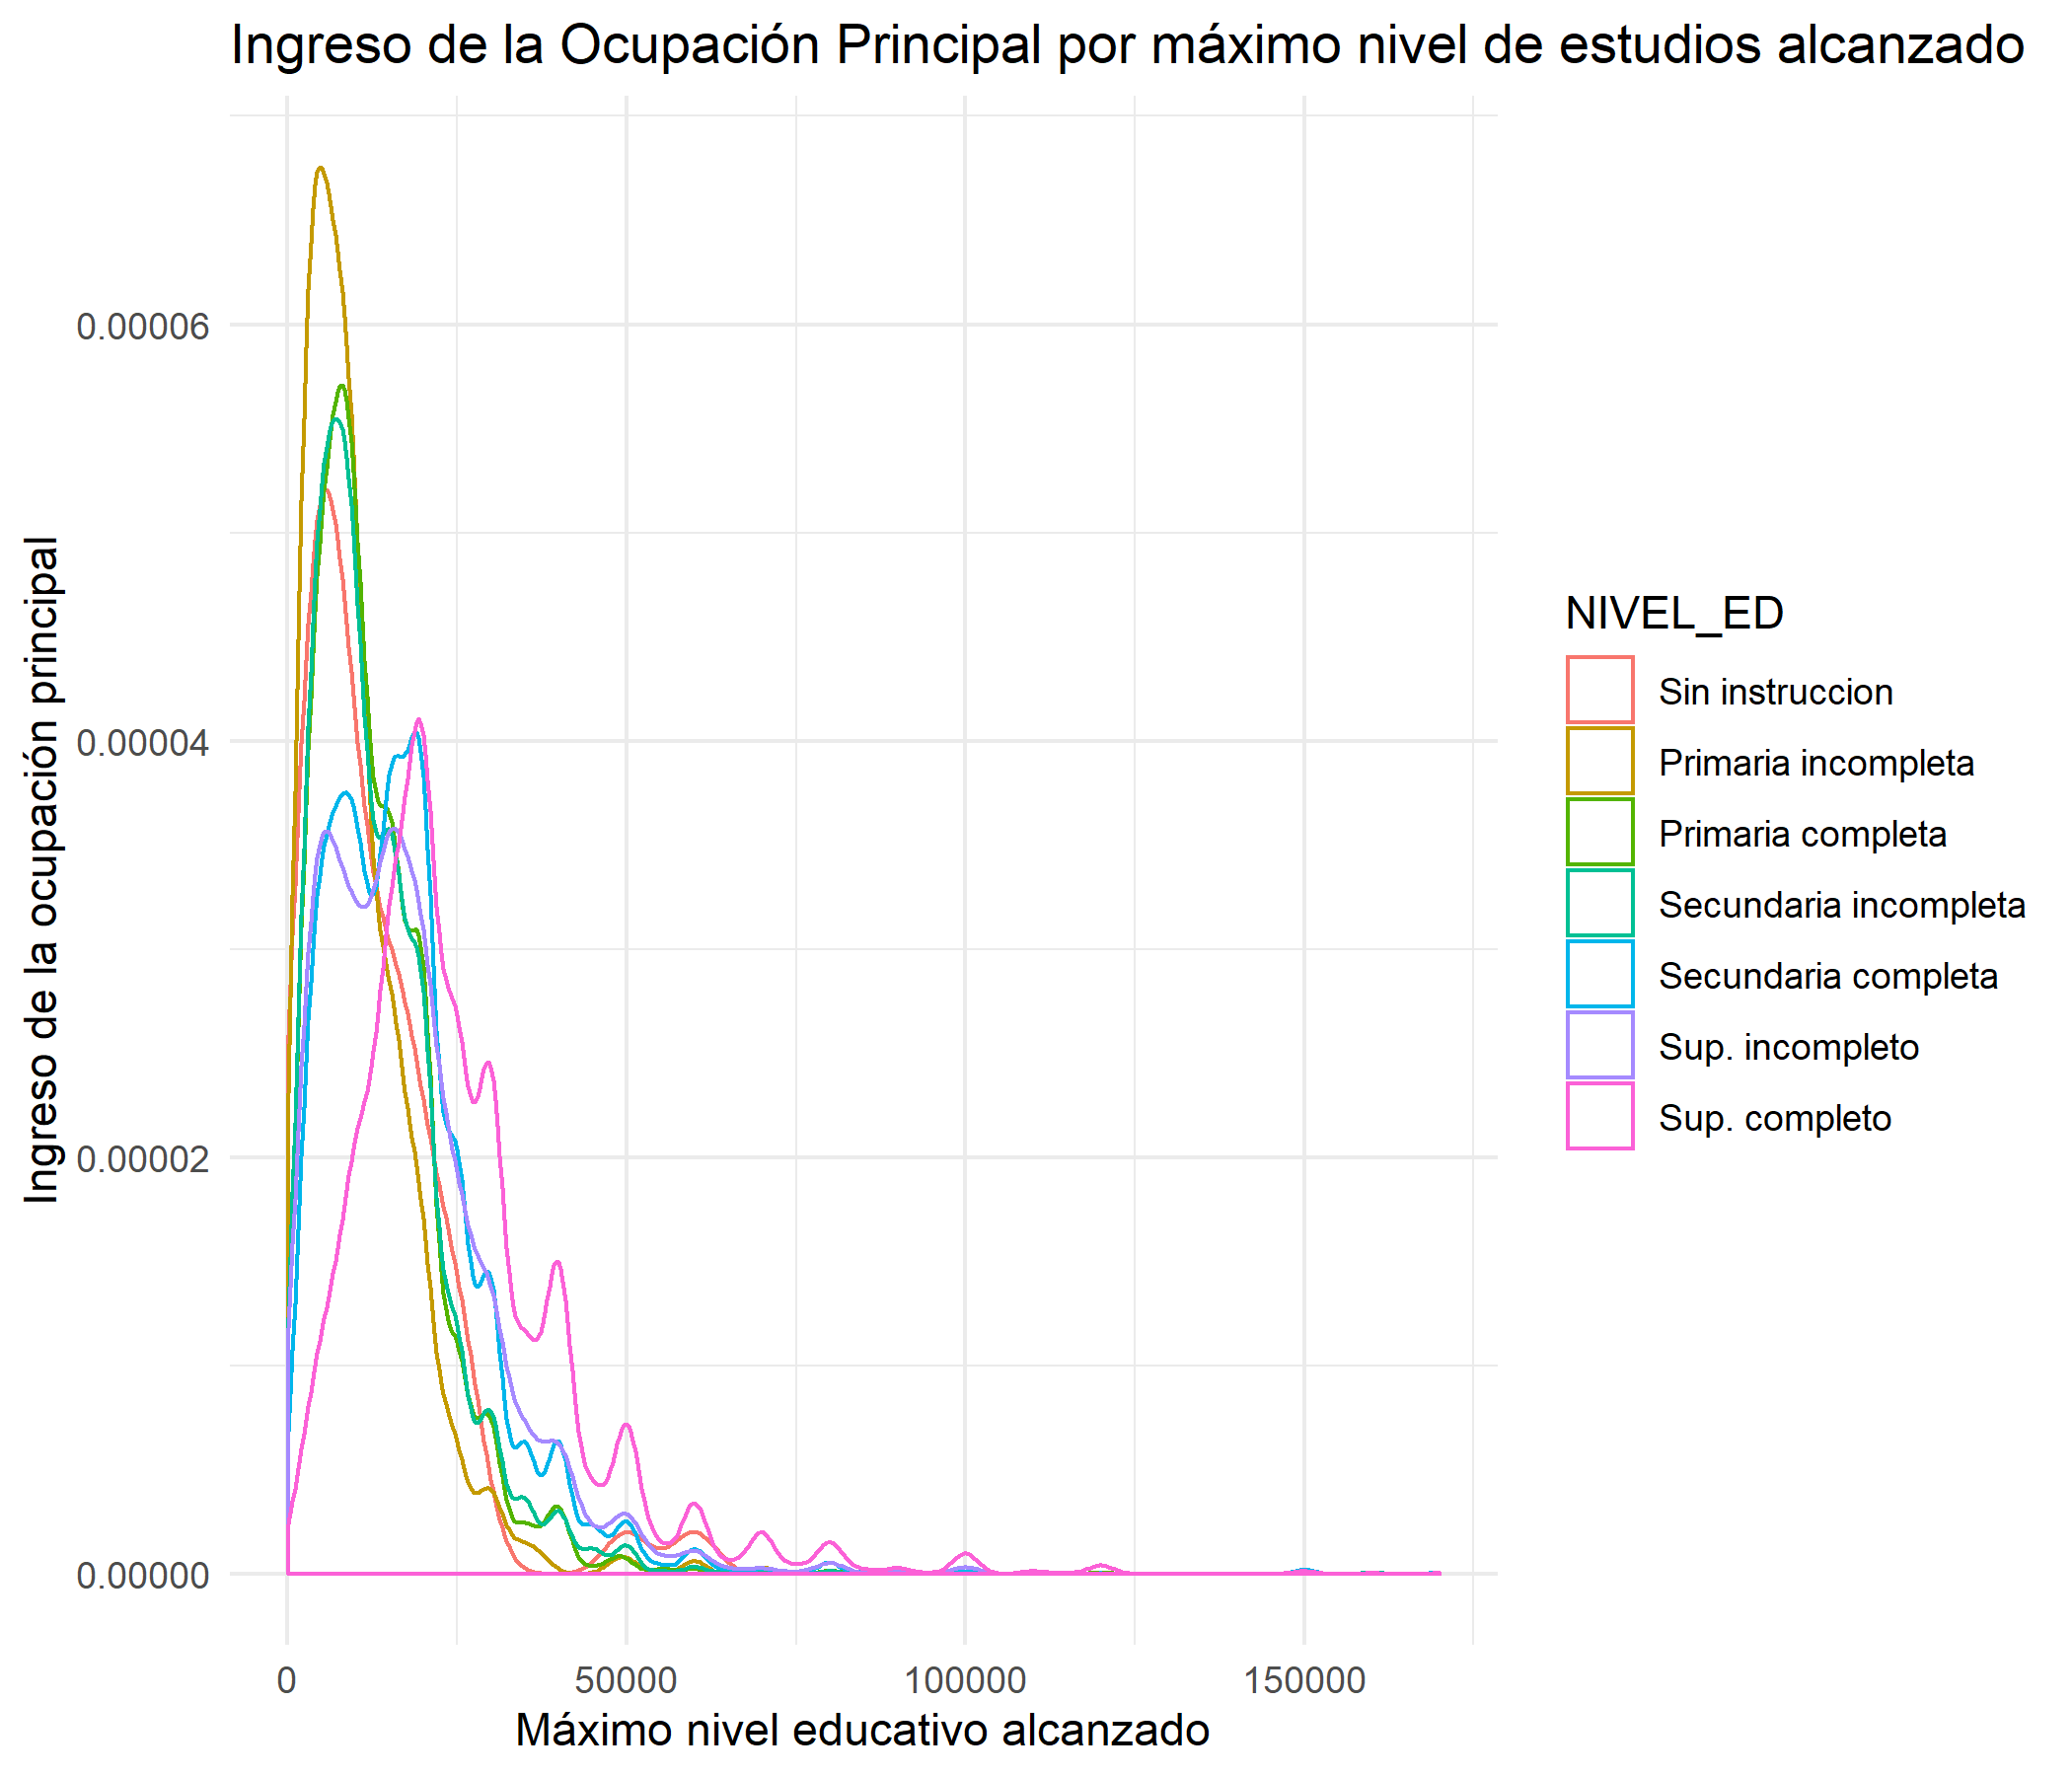 Ingreso de la Ocupación Principal por máximo nivel de estudios alcanzado
Ingreso de la ocupación principal
0.00006
0.00004
0.00002
0.00000
0
50000
100000
150000
Máximo nivel educativo alcanzado
NIVEL_ED
Sin instruccion
Primaria incompleta
Primaria completa
Secundaria incompleta
Secundaria completa
Sup. incompleto
Sup. completo